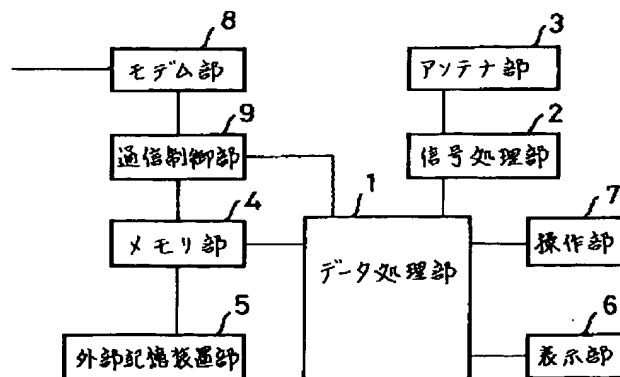 8
モデム部
3
アンテナ部
9
通信制御部
2
信号処理部
1
データ処理部
4
メモリ部
7
操作部
5
外部記憶装置部
6
表示部